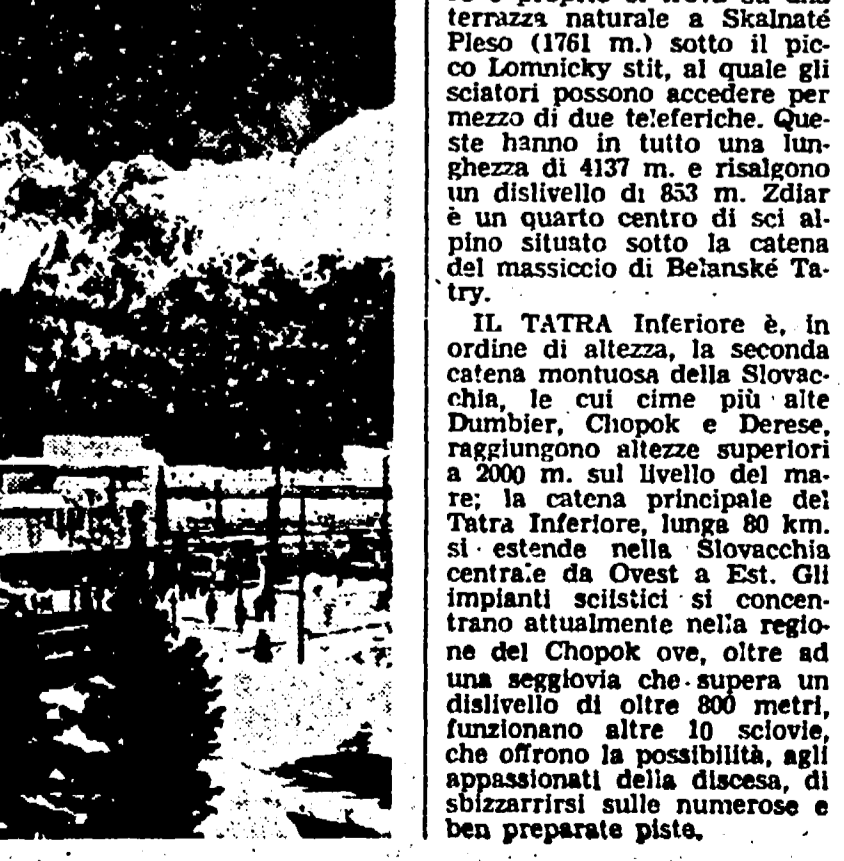 terrazza naturale a Skalnaté
Pleso (1761 m.) sotto il pic-
co Lomnicky stit, al quale gli
sciatori possono accedere per
mezzo di due teleferiche. Que-
ste hanno in tutto una lun-
ghezza di 4137 m. e risalgono
un dislivello di 853 m. Zdiar
è un quarto centro di sci al-
pino situato sotto la catena
del massiccio di Belanské Ta-
try.
IL TATRA Inferiore è, in
ordine di altezza, la seconda
catena montuosa della Slovac-
chia, le cui cime più alte
Dumbier, Chopok e Derese,
raggiungono altezze superiori
a 2000 m. sul livello del ma-
re; la catena principale del
Tatra Inferiore, lunga 80 km.
si estende nella Slovacchia
centrale da Ovest a Est. Gli
impianti sciistici si concen-
trano attualmente nella regio-
ne del Chopok ove, oltre ad
una seggiovia che supera un
dislivello di oltre 800 metri,
funzionano altre 10 sciovie,
che offrono la possibilità, agli
appassionati della discesa, di
sbizzarrirsi sulle numerose e
ben preparate piste.